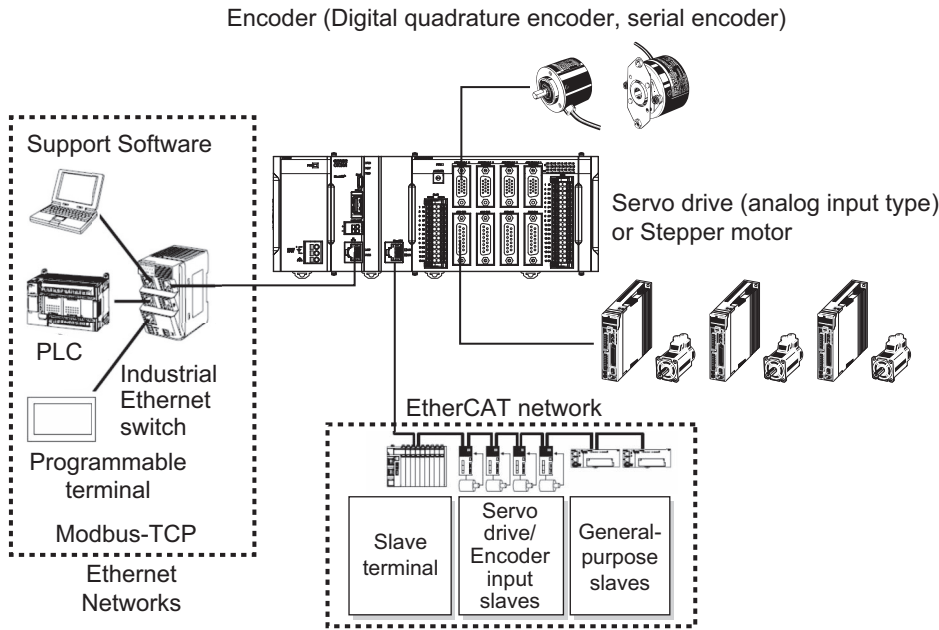 Encoder (Digital quadrature encoder, serial encoder)
Support Software
Servo drive (analog input type)
or Stepper motor
PLC
Industrial
Ethernet
switch
Programmable
terminal
Modbus-TCP
Ethernet
Networks
EtherCAT network
Slave
terminal
Servo
drive/
Encoder
input
slaves
General-
purpose
slaves